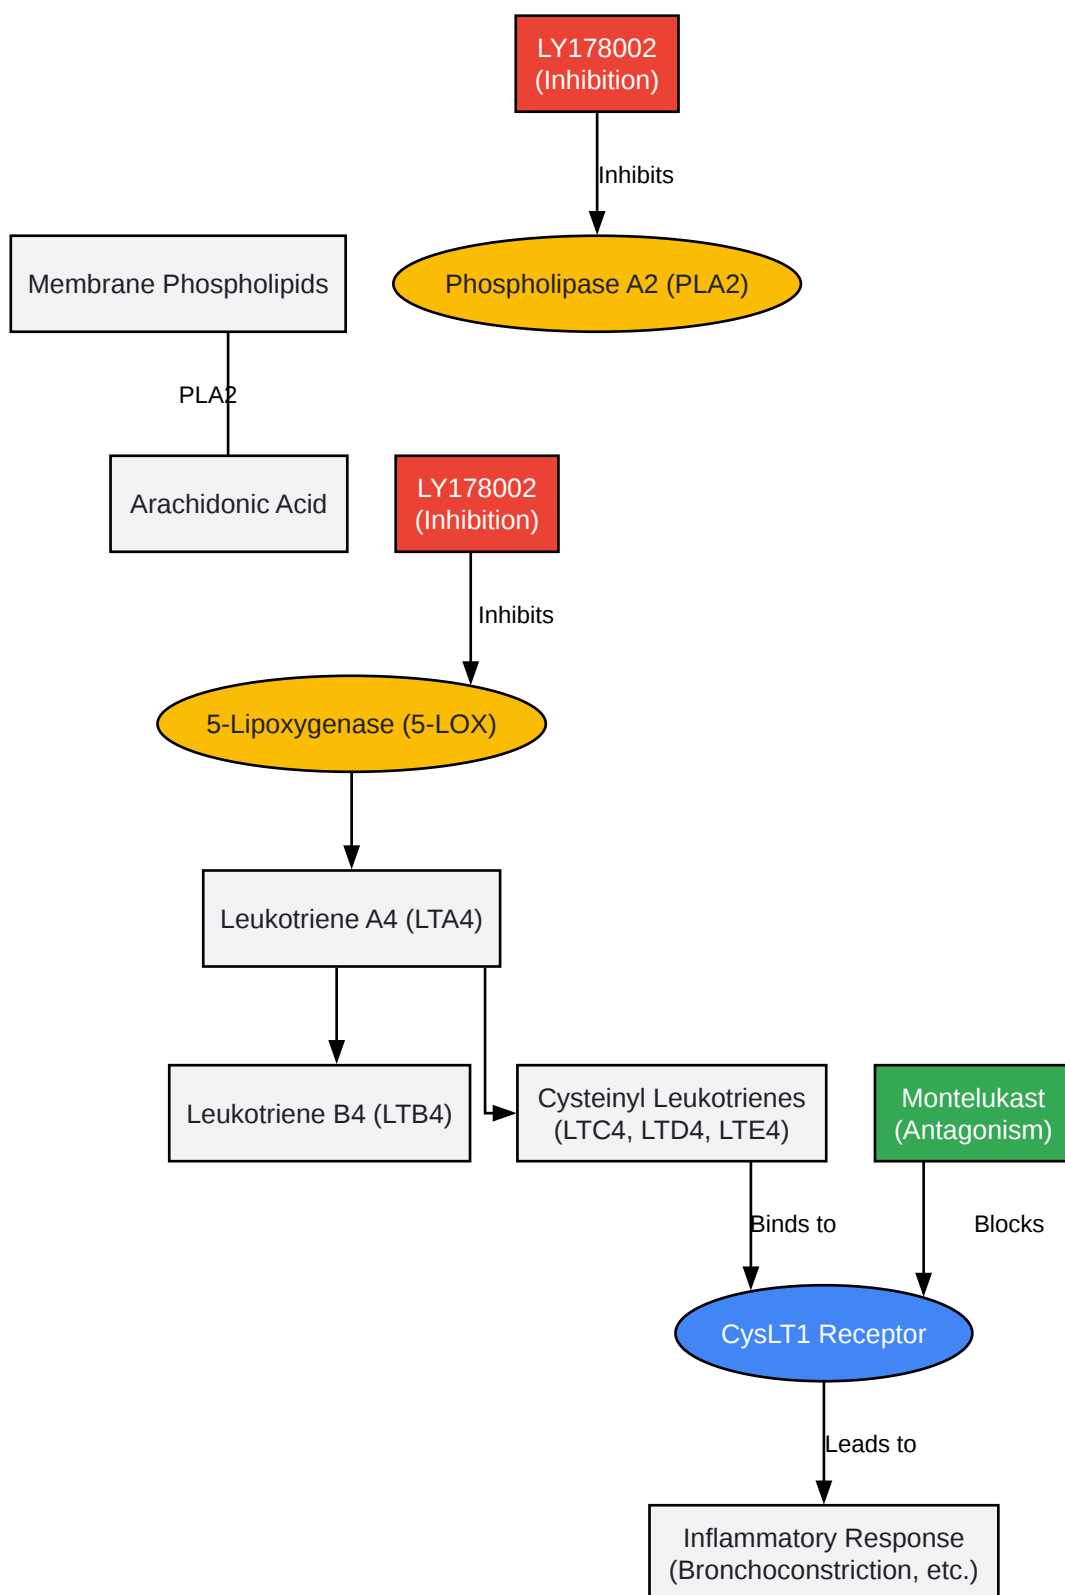 LY178002
(Inhibition)
Inhibits
Membrane Phospholipids
Phospholipase A2 (PLA2)
PLA2
Arachidonic Acid
LY178002
(Inhibition)
Inhibits
5-Lipoxygenase (5-LOX)
Leukotriene A4 (LTA4)
Leukotriene B4 (LTB4)
Cysteinyl Leukotrienes
(LTC4, LTD4, LTE4)
Montelukast
(Antagonism)
Binds to
Blocks
CysLT1 Receptor
Leads to
Inflammatory Response
(Bronchoconstriction, etc.)